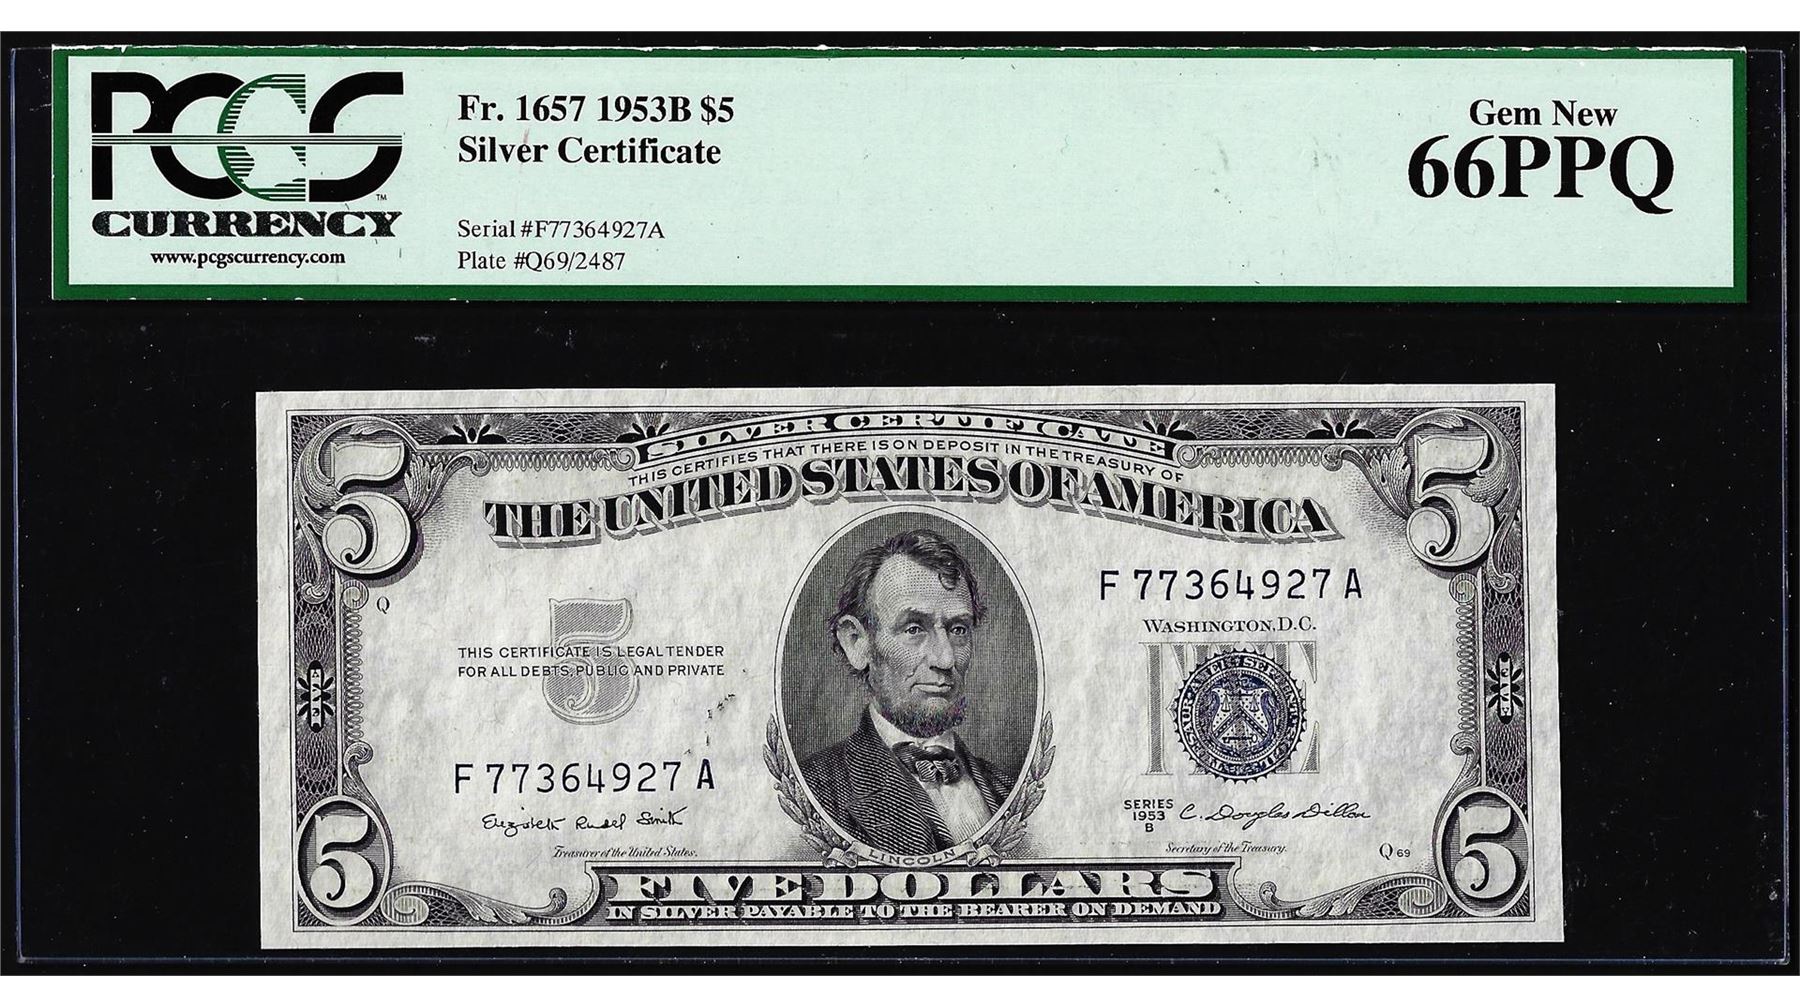 PCGS
TM
CURRENCY
www.pcgscurrency.com
Fr. 1657 1953B $5
Silver Certificate
Serial #F77364927A
Plate #Q69/2487
Gem New
66PPQ
SILVER CERTIFICATE
THIS CERTIFIES THAT THERE IS ON DEPOSIT IN THE TREASURY OF
THE UNITED STATES OF AMERICA
5
5
F 77364927 A
Q
WASHINGTON, D.C.
5
THIS CERTIFICATE IS LEGAL TENDER
FOR ALL DEBTS, PUBLIC AND PRIVATE
FIVE
FIVE
FIVE
F 77364927 A
SERIES
1953
B
Elizabeth Rudel Smith
C. Douglas Dillon
Treasurer of the United States.
Secretary of the Treasury.
Q 69
LINCOLN
5
5
FIVE DOLLARS
IN SILVER PAYABLE TO THE BEARER ON DEMAND